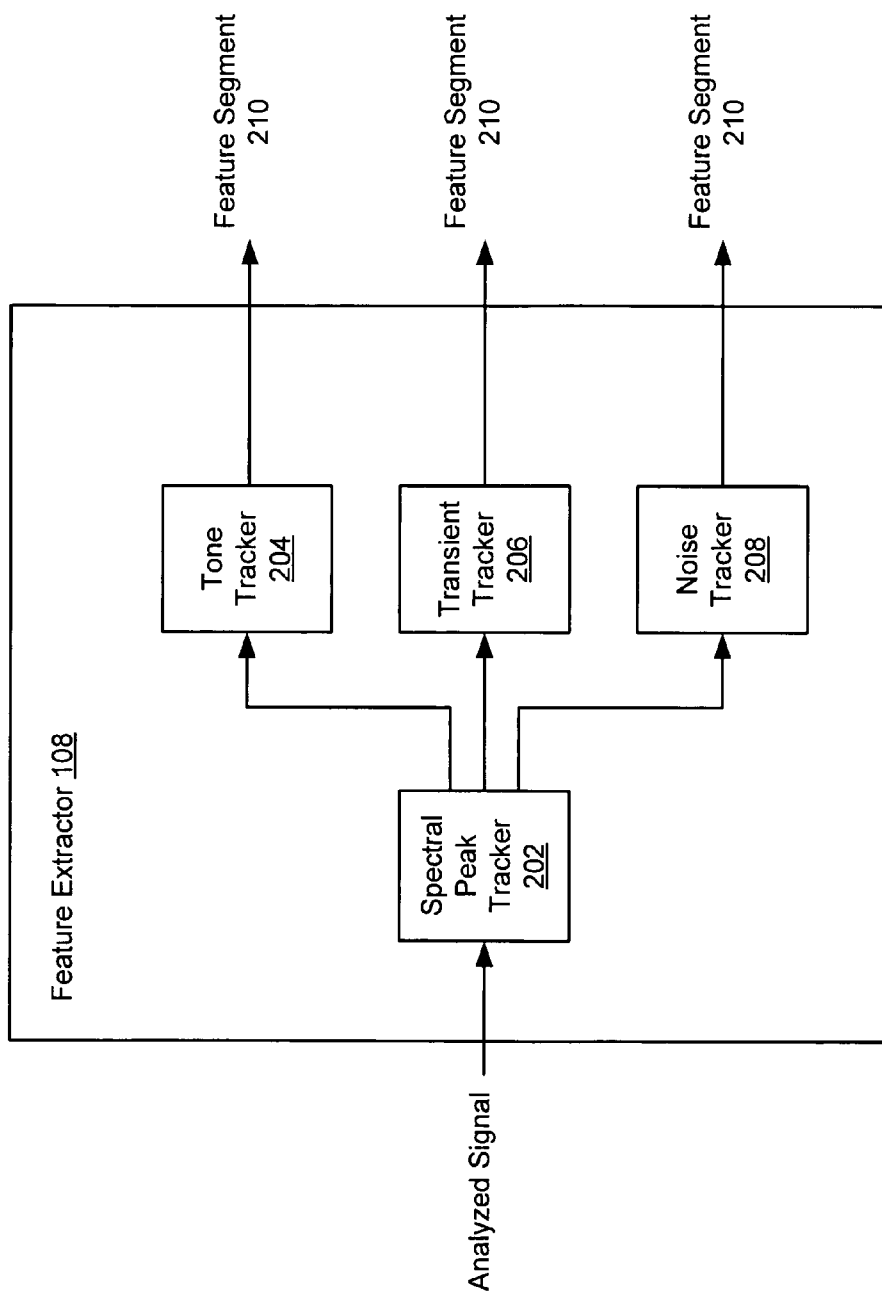 Feature Extractor 108
Analyzed Signal
Spectral
Peak
Tracker
202
Tone
Tracker
204
Transient
Tracker
206
Noise
Tracker
208
Feature Segment
210
Feature Segment
210
Feature Segment
210